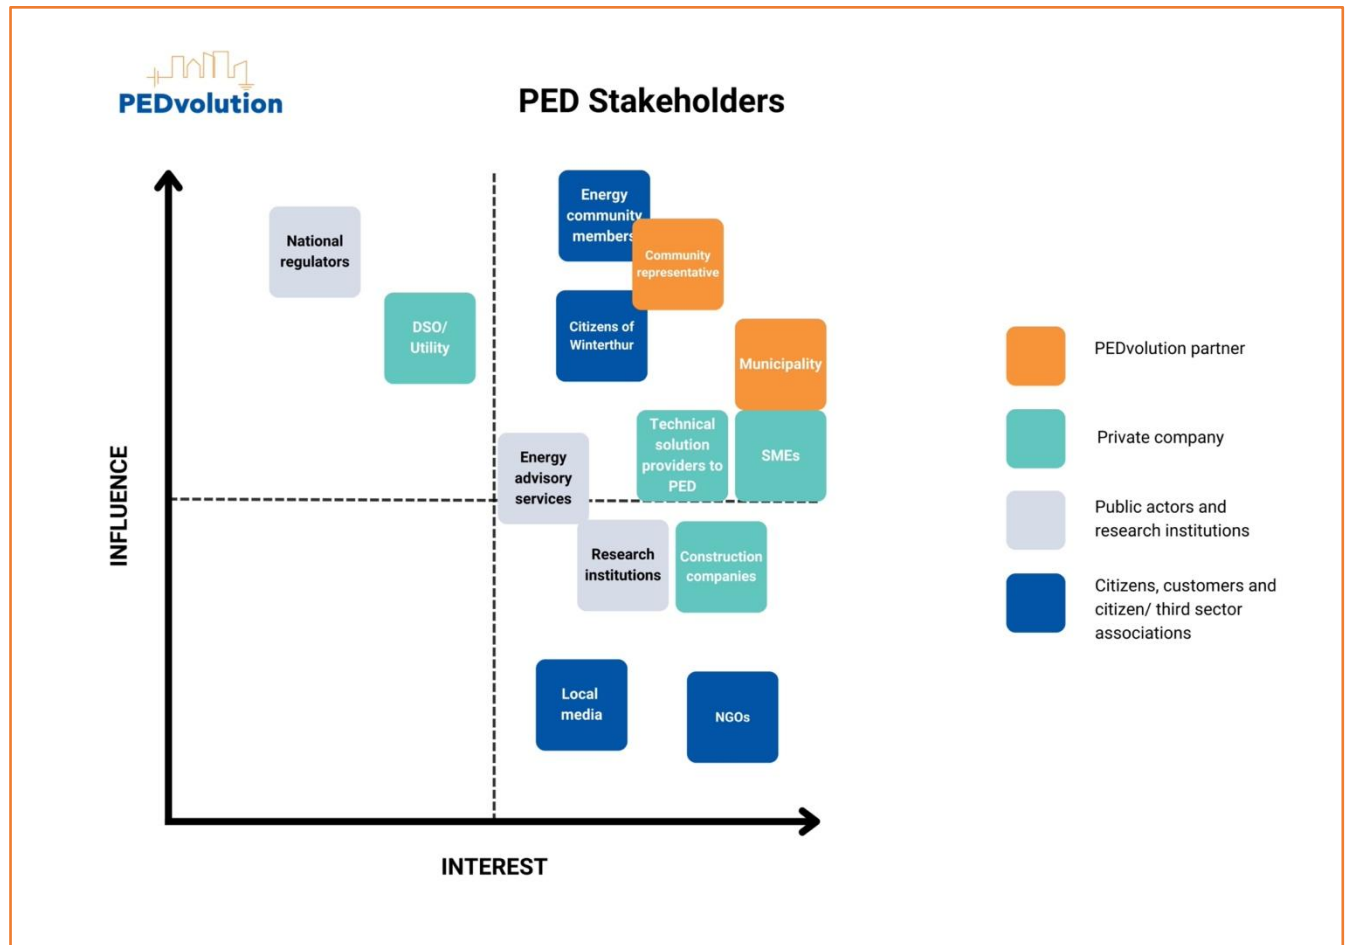 PEDvolution
PED Stakeholders
National
regulators
DSO/
Utility
Energy
community
members
Community
representative
Citizens of
Winterthur
Municipality
Technical
solution
providers to
PED
SMEs
Energy
advisory
services
Research
institutions
Construction
companies
Local
media
NGOs
INFLUENCE
INTEREST
PEDvolution partner
Private company
Public actors and
research institutions
Citizens, customers and
citizen/ third sector
associations